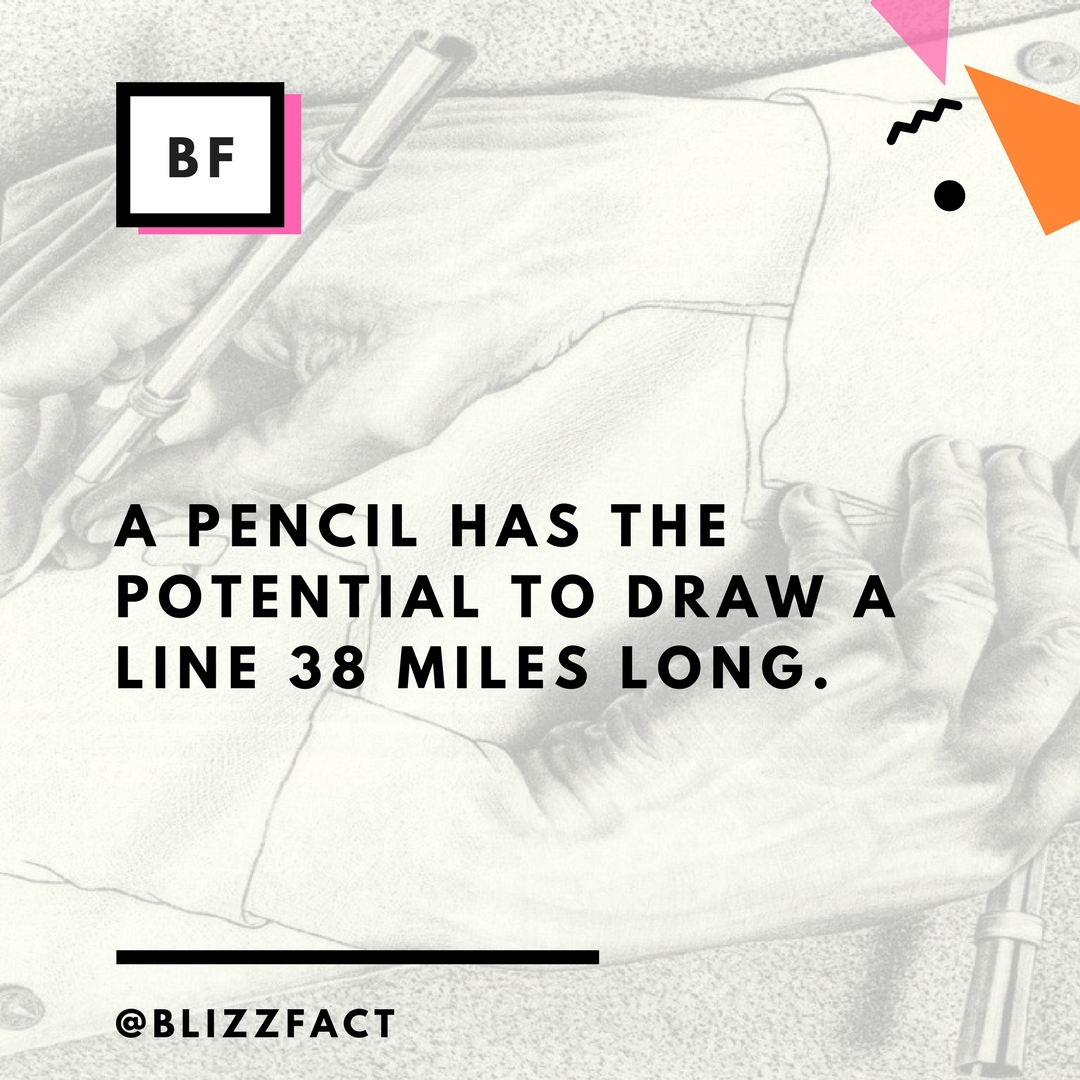 BF
A PENCIL HAS THE
POTENTIAL TO DRAW A
LINE 38 MILES LONG.
@BLIZZFACT